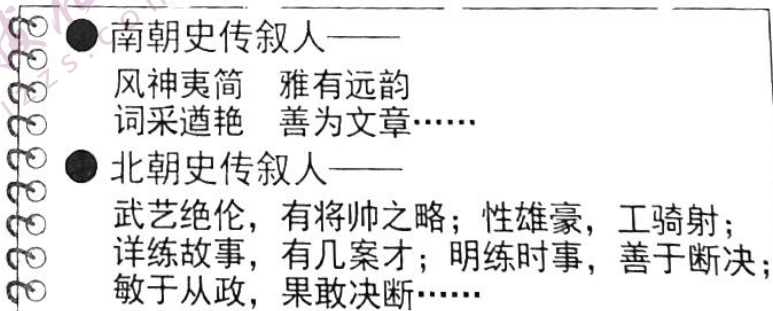 ●南朝史传叙人——
风神夷简　雅有远韵
词采遒艳　善为文章……
●北朝史传叙人——
武艺绝伦，有将帅之略；性雄豪，工骑射；
详练故事，有几案才；明练时事，善于断决；
敏于从政，果敢决断……